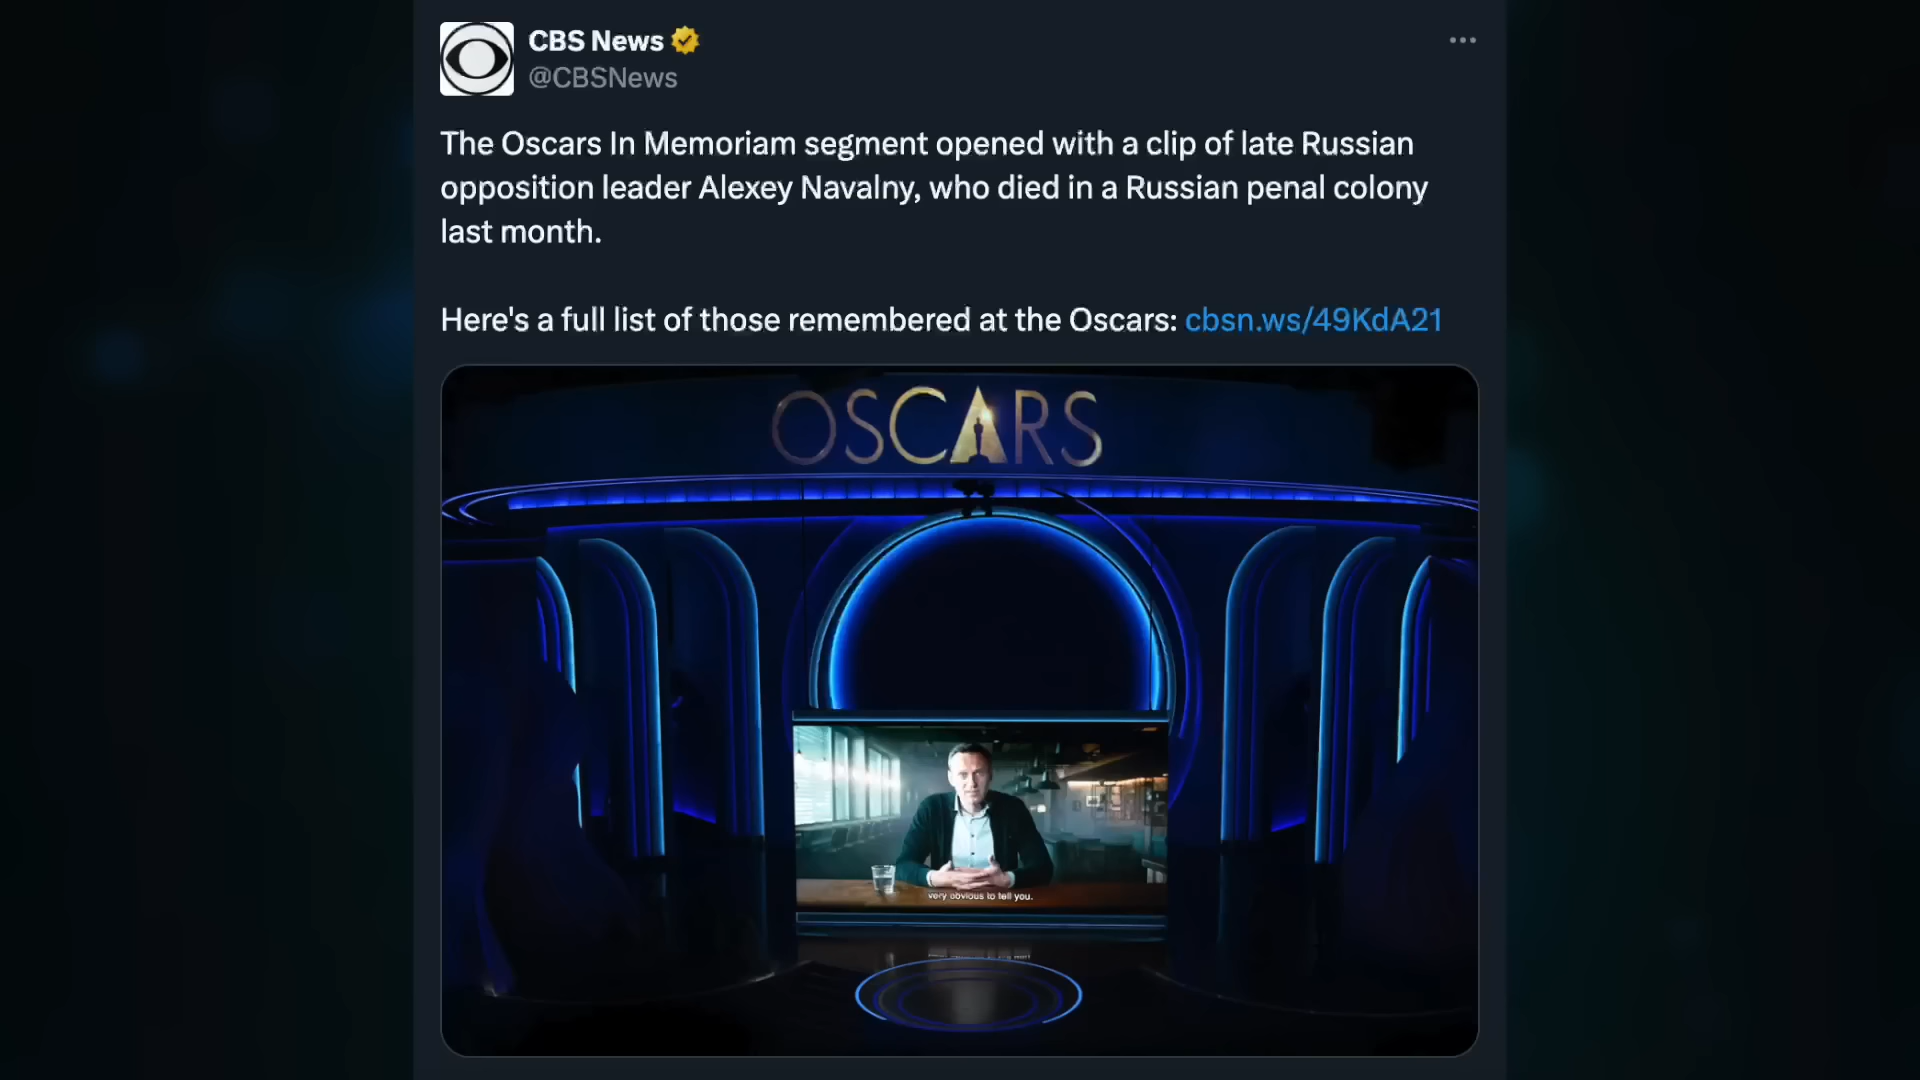 CBS News
@CBSNews
The Oscars In Memoriam segment opened with a clip of late Russian
opposition leader Alexey Navalny, who died in a Russian penal colony
last month.
Here's a full list of those remembered at the Oscars: cbsn.ws/49KdA21
OSCARS
very obvious to tell you.